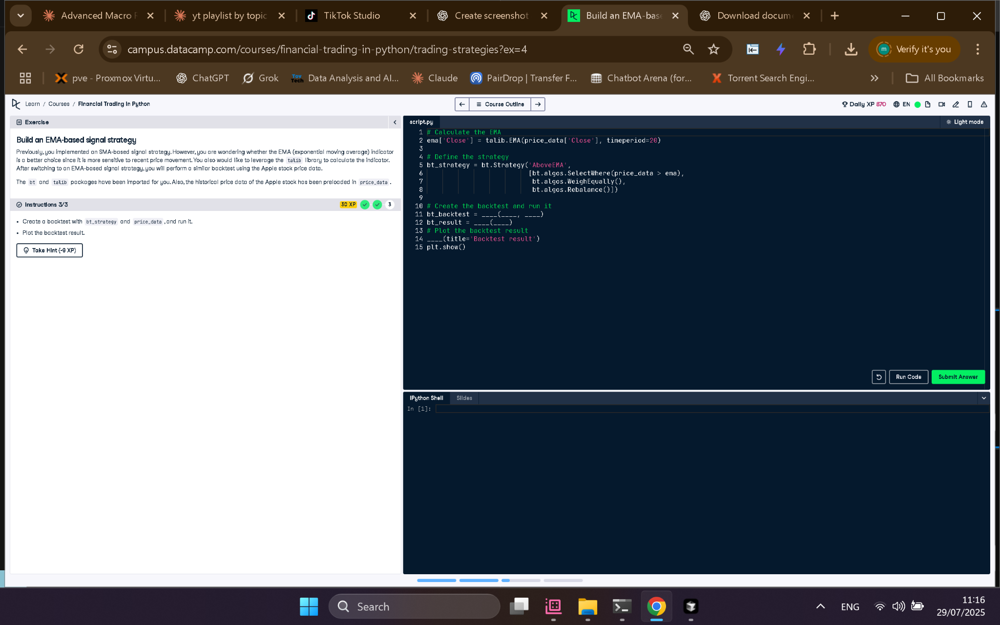 Advanced Macro
yt playlist by topic
TikTok Studio
Create screenshot
Build an EMA-bas
Download docum
campus.datacamp.com/courses/financial-trading-in-python/trading-strategies?ex=4
m
Verify it's you
pve - Proxmox Virtu...
ChatGPT
Grok
Tov Tech
Data Analysis and AI...
Claude
PairDrop | Transfer F...
Chatbot Arena (for...
Torrent Search Engi...
All Bookmarks
Learn / Courses / Financial Trading in Python
Course Outline
Daily XP 870
EN
Exercise
Build an EMA-based signal strategy
Previously, you implemented an SMA-based signal strategy. However, you are wondering whether the EMA (exponential moving average) indicator
is a better choice since it is more sensitive to recent price movement. You also would like to leverage the talib library to calculate the indicator.
After switching to an EMA-based signal strategy, you will perform a similar backtest using the Apple stock price data.
The bt and talib packages have been imported for you. Also, the historical price data of the Apple stock has been preloaded in price_data.
Instructions 3/3
30 XP
3
• Create a backtest with bt_strategy and price_data, and run it.
• Plot the backtest result.
Take Hint (-9 XP)
script.py
Light mode
1 # Calculate the EMA
2 ema['Close'] = talib.EMA(price_data['Close'], timeperiod=20)
3
4 # Define the strategy
5 bt_strategy = bt.Strategy('AboveEMA',
6 [bt.algos.SelectWhere(price_data > ema),
7 bt.algos.WeighEqually(),
8 bt.algos.Rebalance()])
9
10 # Create the backtest and run it
11 bt_backtest = ____(____, ____)
12 bt_result = ____(____)
13 # Plot the backtest result
14 ____(title='Backtest result')
15 plt.show()
Run Code
Submit Answer
IPython Shell
Slides
In [1]:
Search
ENG
11:16
29/07/2025